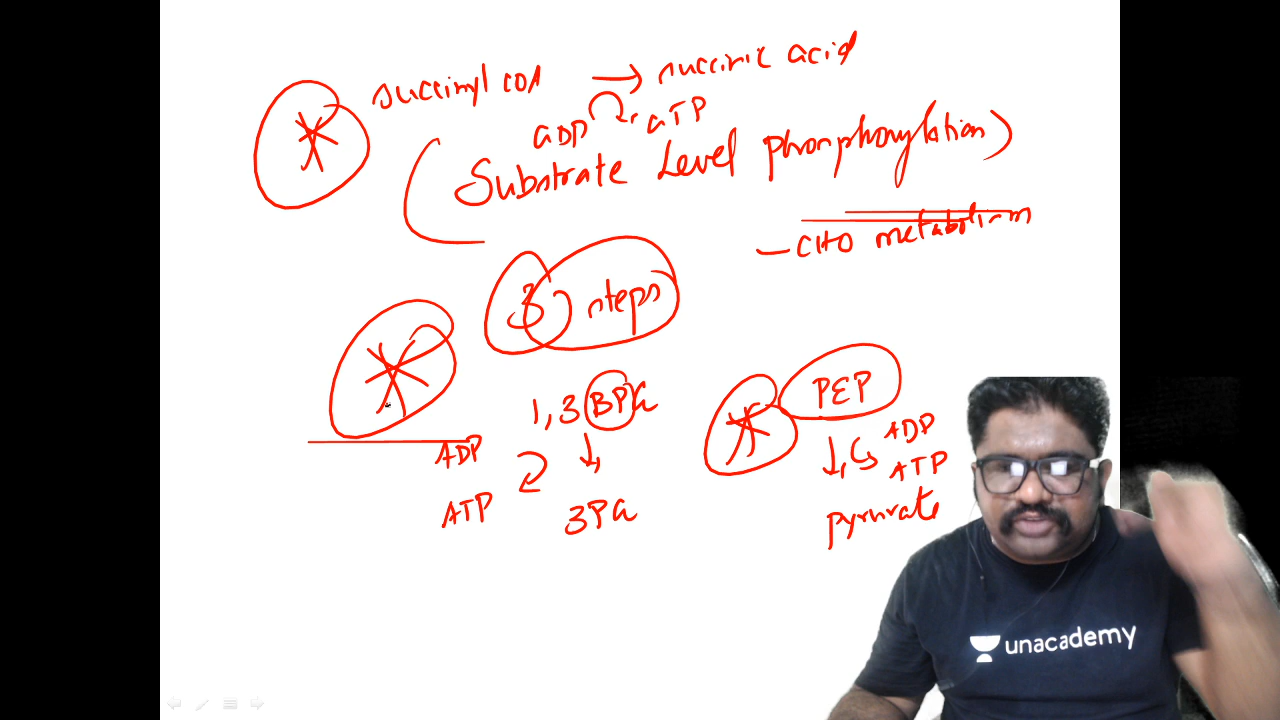 succinyl COA → succinic acid
ADP ATP
(Substrate Level phosphorylation)
- CHO metabolism
3 steps
1,3 BPG
PEP
ADP
ADP
ATP
ATP
3PG
pyruvate
unacademy